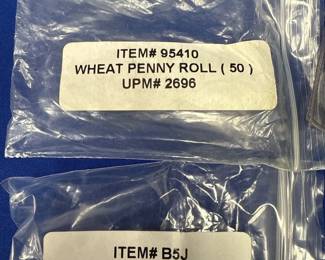 ITEM# 95410
WHEAT PENNY ROLL ( 50 )
UPM# 2696
ITEM# B5J